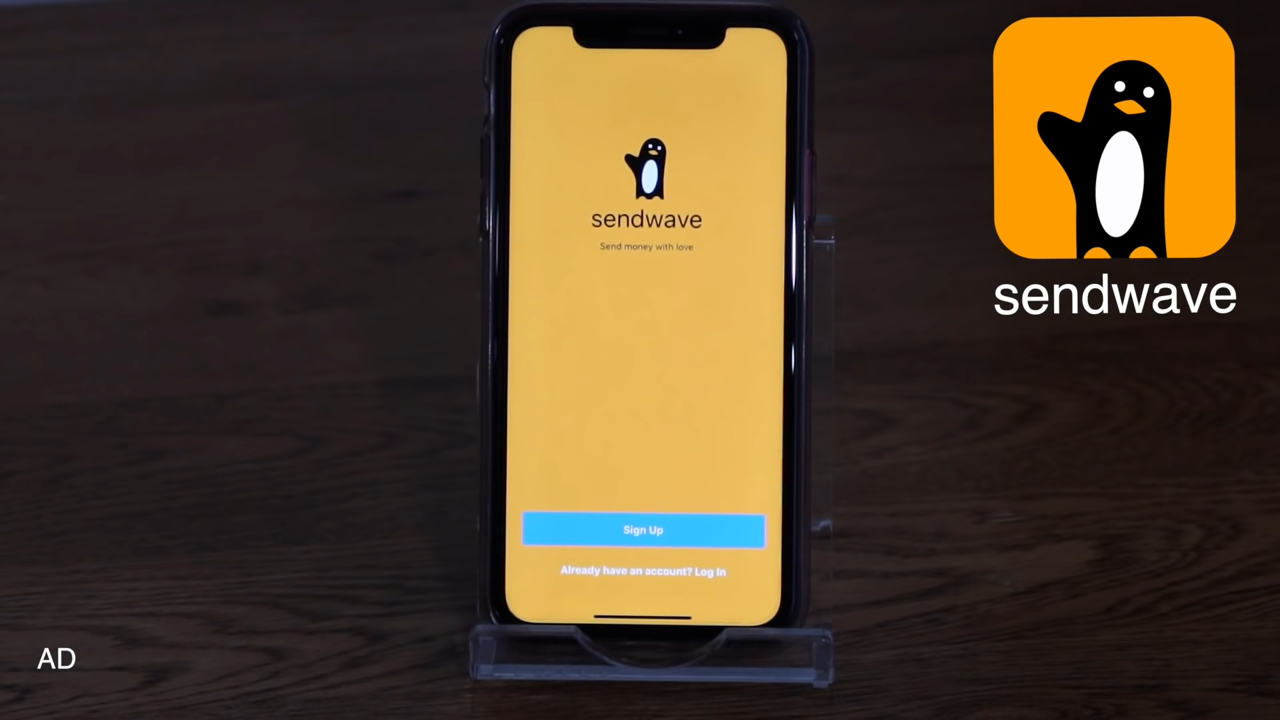 sendwave
Send money with love
Sign Up
Already have an account? Log In
sendwave
AD